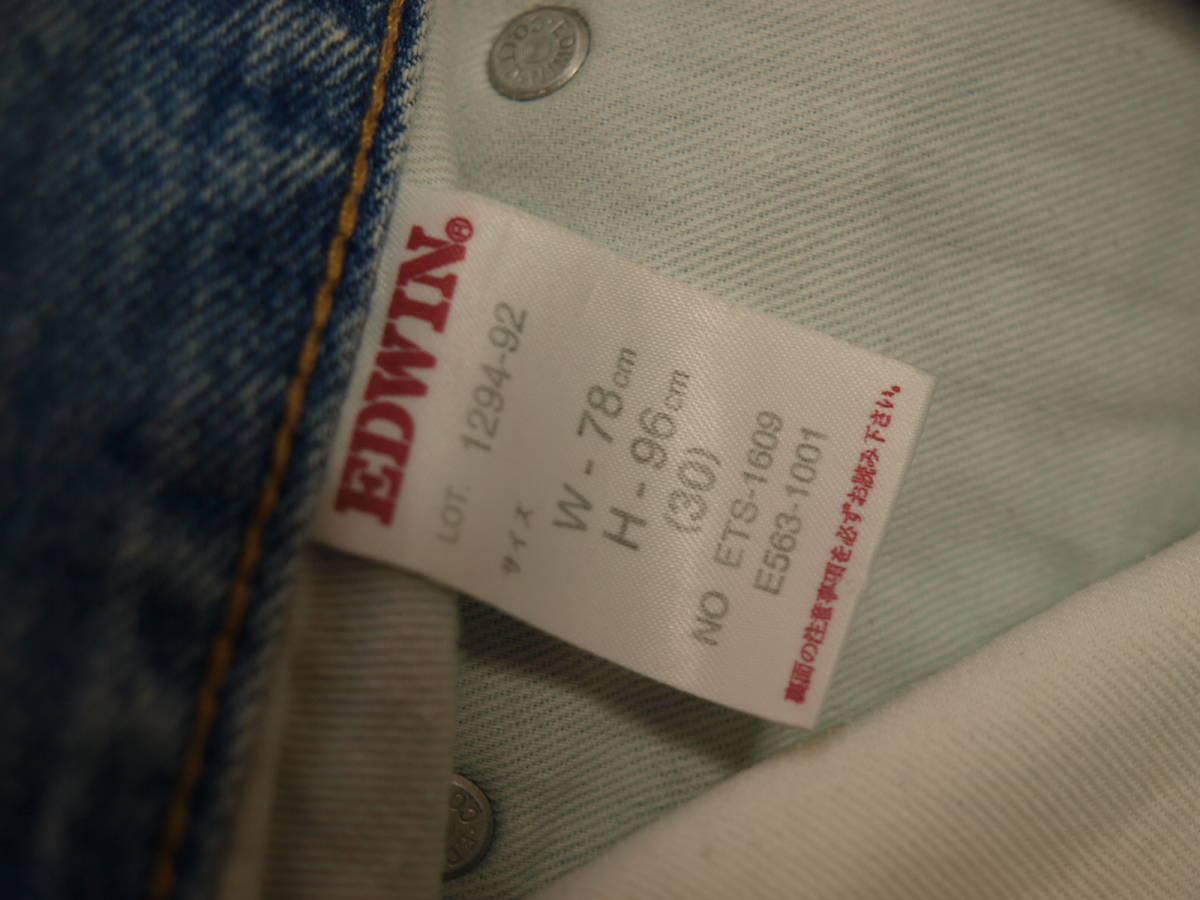 EDWIN®
LOT. 1294-92
サイズ
W - 78cm
H - 96cm
(30)
NO ETS-1609
E563-1001
裏面の注意事項を必ずお読み下さい。